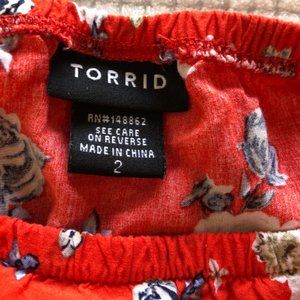 TORRID
RN#148862
SEE CARE
ON REVERSE
MADE IN CHINA
2